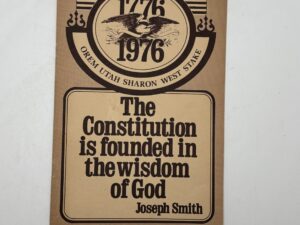 1776
1976
OREM UTAH SHARON WEST STAKE
The
Constitution
is founded in
the wisdom
of God
Joseph Smith